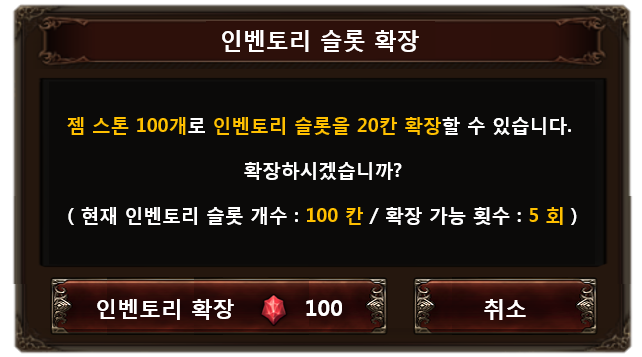 인벤토리 슬롯 확장
젬 스톤 100개로 인벤토리 슬롯을 20칸 확장할 수 있습니다.
확장하시겠습니까?
( 현재 인벤토리 슬롯 개수 : 100 칸 / 확장 가능 횟수 : 5 회 )
인벤토리 확장 100
취소